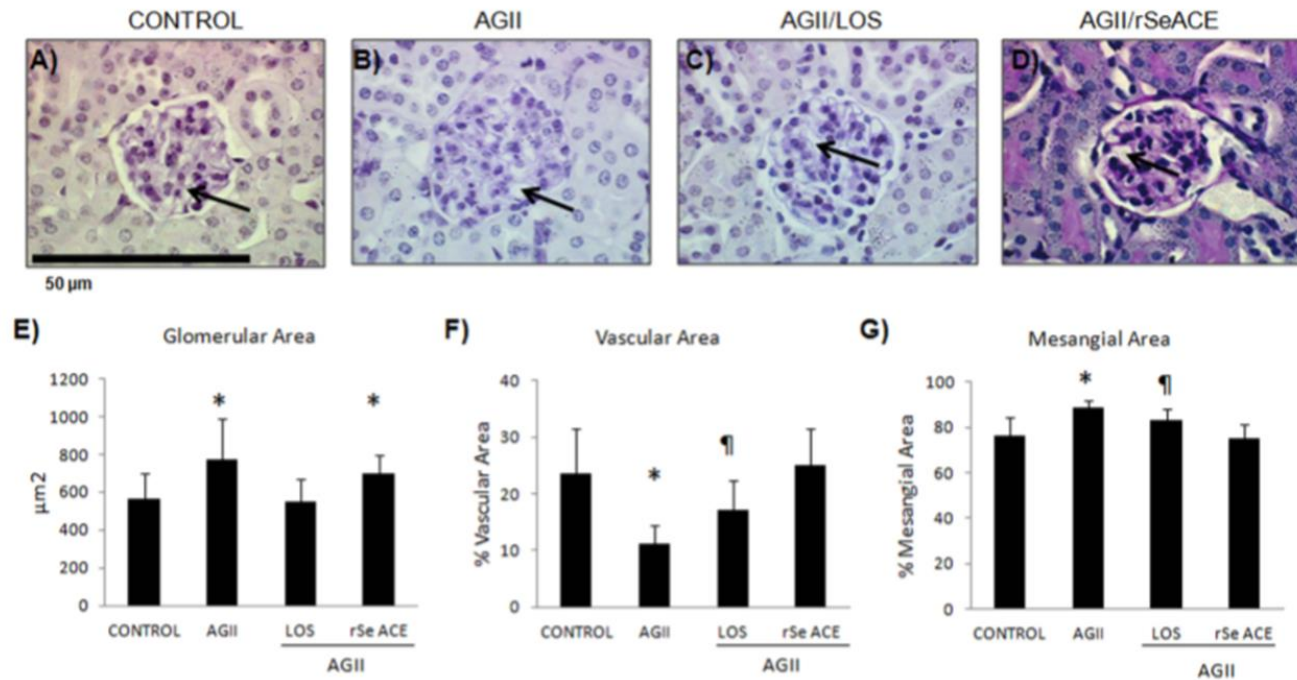 CONTROL AGII AGII/LOS AGII/rSeACE
A) B) C) D)
50 µm
E) Glomerular Area
1200
1000
800
600
400
200
0
µm2
* *
CONTROL AGII LOS rSe ACE
AGII
F) Vascular Area
40
30
20
10
0
% Vascular Area
* ¶
CONTROL AGII LOS rSe ACE
AGII
G) Mesangial Area
100
80
60
40
20
0
% Mesangial Area
* ¶
CONTROL AGII LOS rSe ACE
AGII